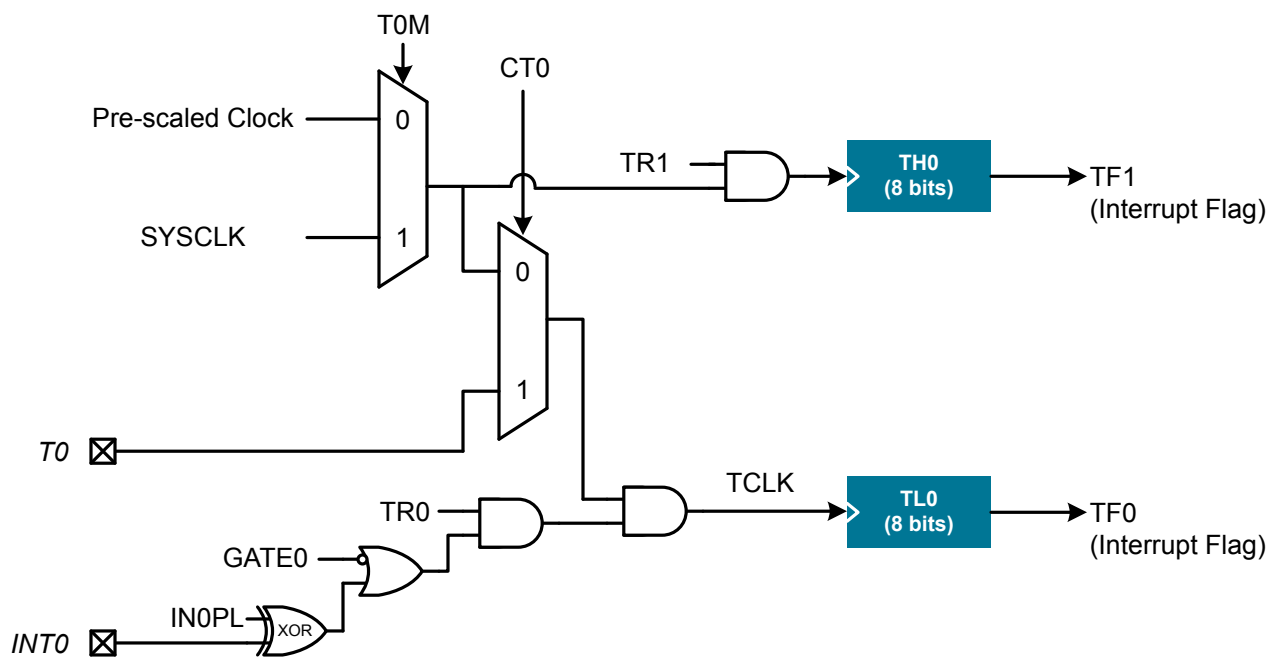 T0M
CT0
Pre-scaled Clock
0
TR1
TH0
(8 bits)
TF1
(Interrupt Flag)
SYSCLK
1
0
1
T0
TCLK
TL0
(8 bits)
TR0
TF0
(Interrupt Flag)
GATE0
IN0PL
XOR
INT0